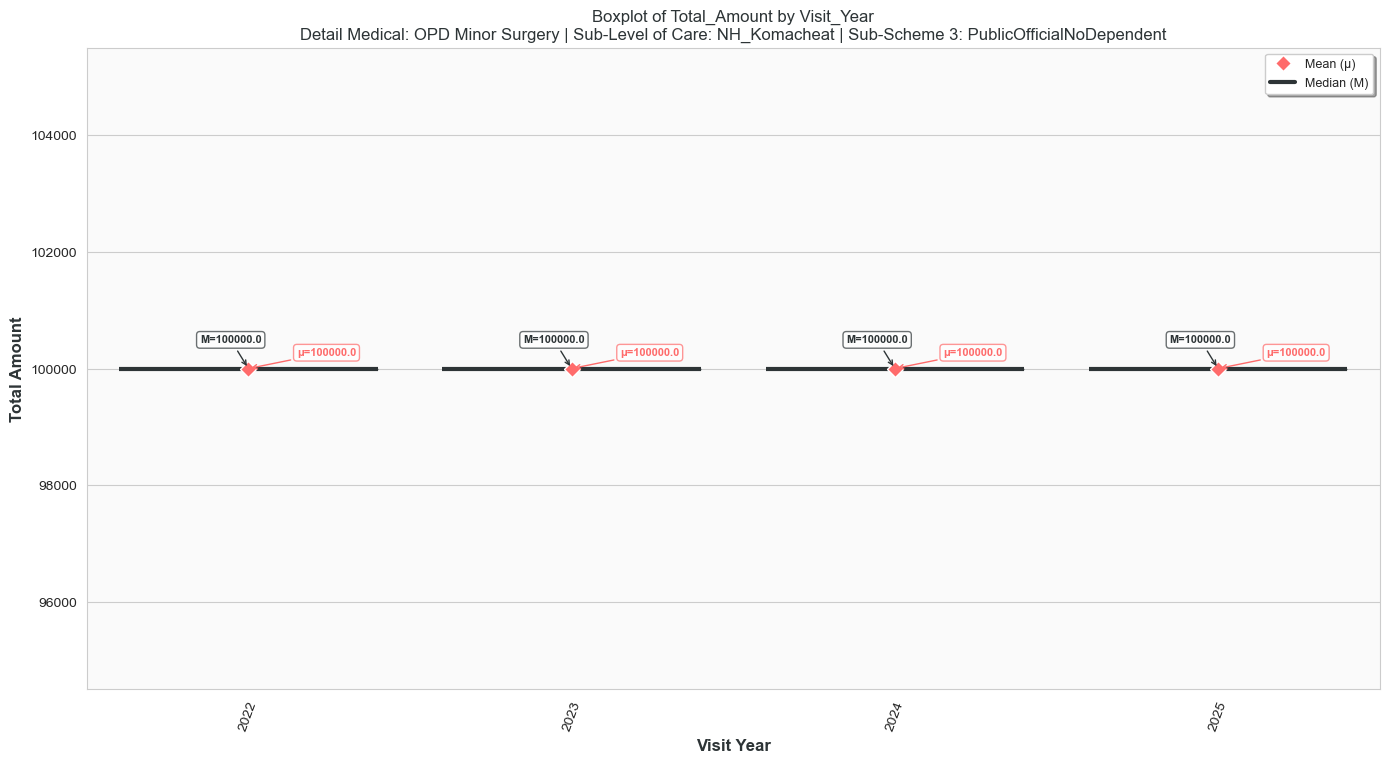 Boxplot of Total_Amount by Visit_Year
Detail Medical: OPD Minor Surgery | Sub-Level of Care: NH_Komacheat | Sub-Scheme 3: PublicOfficialNoDependent
Mean (μ)
Median (M)
Total Amount
104000
102000
100000
98000
96000
M=100000.0
μ=100000.0
M=100000.0
μ=100000.0
M=100000.0
μ=100000.0
M=100000.0
μ=100000.0
2022
2023
2024
2025
Visit Year